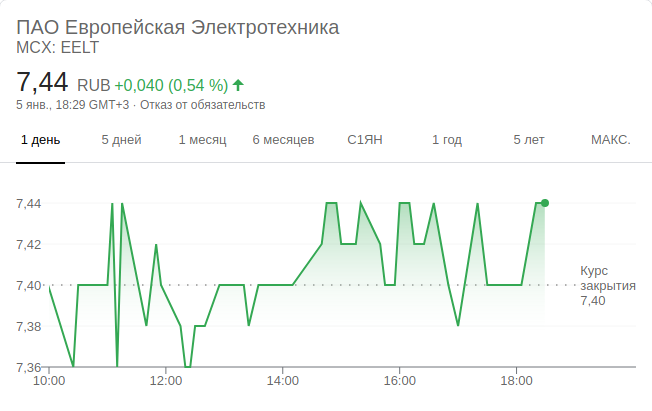 ПАО Европейская Электротехника
MCX: EELT
7,44 RUB +0,040 (0,54 %)
5 янв., 18:29 GMT+3 · Отказ от обязательств
1 день 5 дней 1 месяц 6 месяцев С1ЯН 1 год 5 лет МАКС.
7,44
7,42
7,40
7,38
7,36
Курс
закрытия
7,40
10:00 12:00 14:00 16:00 18:00